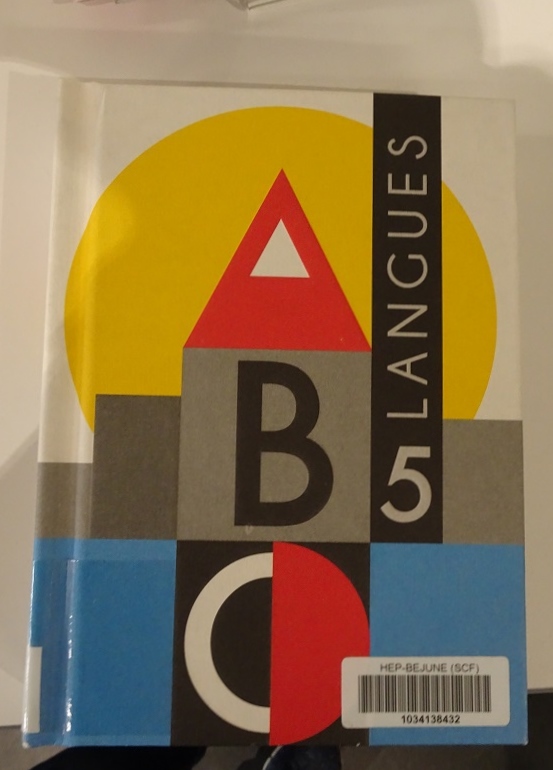 A
B
C
5 LANGUES
HEP-BEJUNE (SCF)
1034138432